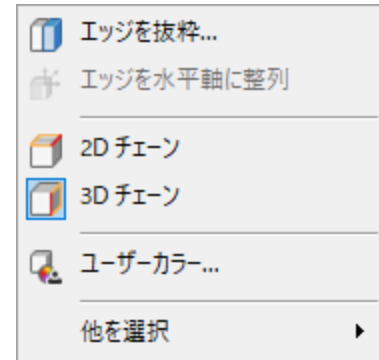 エッジを抜粋...
エッジを水平軸に整列
2D チェーン
3D チェーン
ユーザーカラー...
他を選択